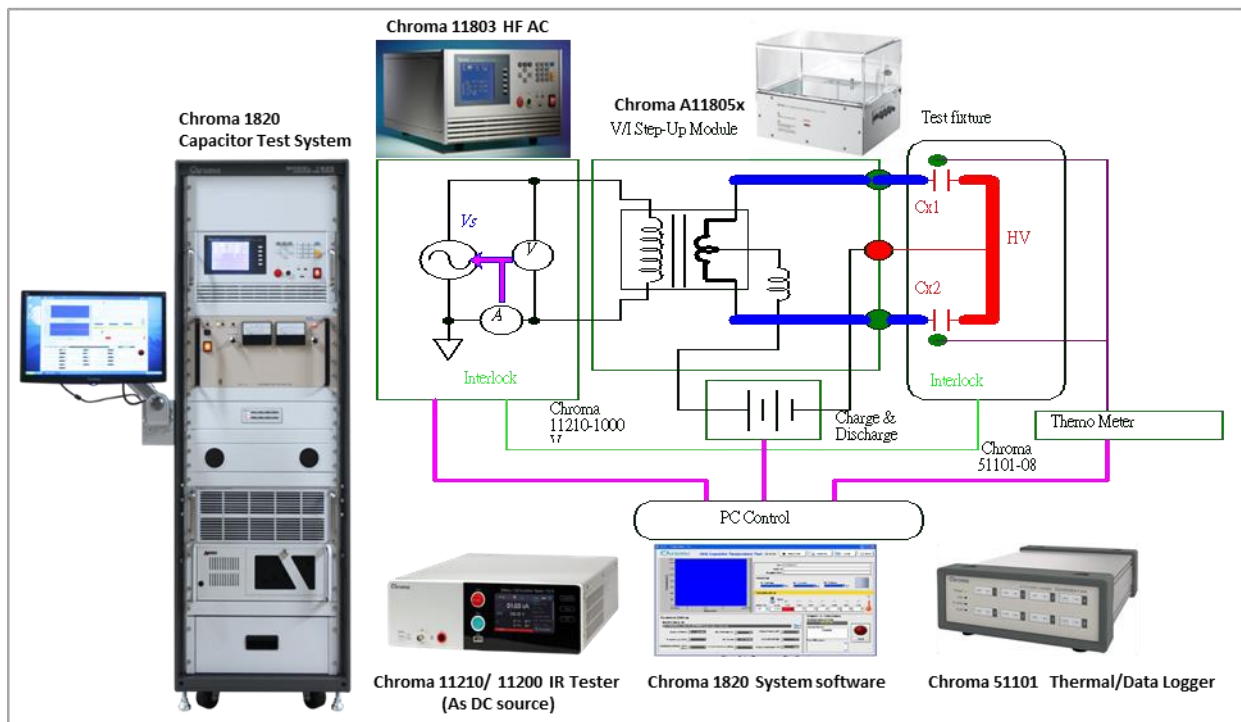 Chroma 11803 HF AC
Chroma 1820
Capacitor Test System
Chroma A11805x
V/I Step-Up Module
Test fixture
Vs
V
A
Cx1
HV
Cx2
Interlock
Interlock
Chroma
11210-1000
V
Charge &
Discharge
Themo Meter
Chroma
51101-08
PC Control
Chroma 11210/ 11200 IR Tester
(As DC source)
Chroma 1820 System software
Chroma 51101 Thermal/Data Logger